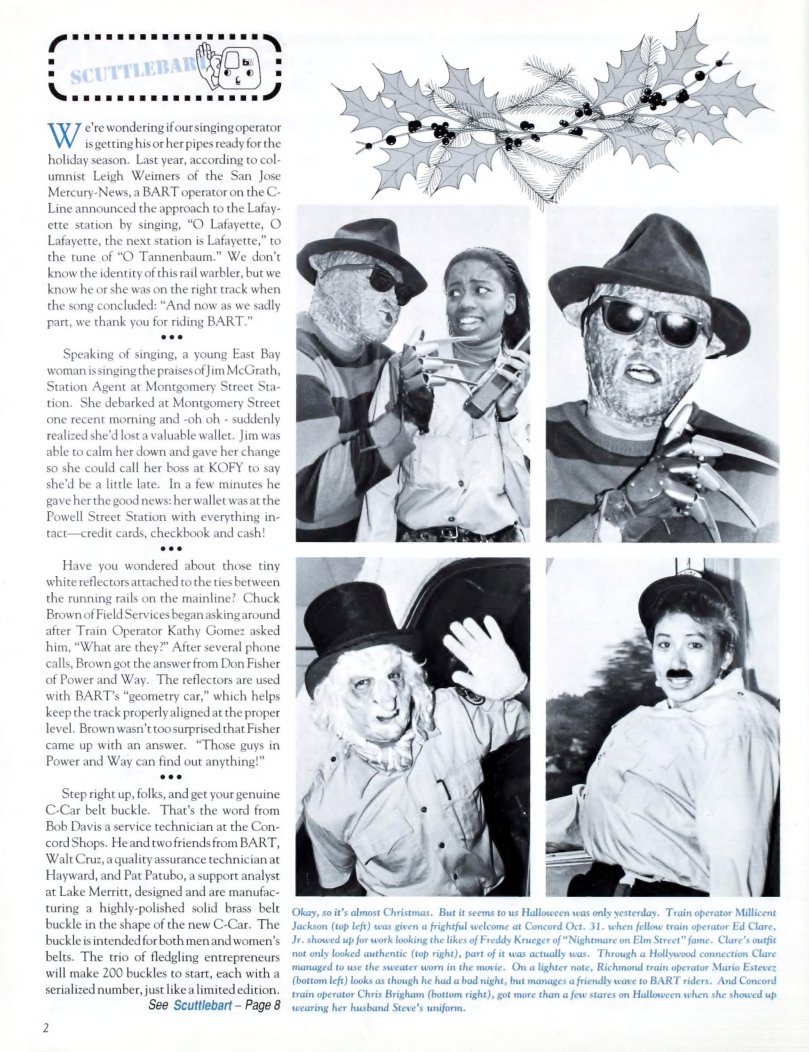 SCUTTLEBART
We're wondering if our singing operator
is getting his or her pipes ready for the
holiday season. Last year, according to col-
umnist Leigh Weimers of the San Jose
Mercury-News, a BART operator on the C-
Line announced the approach to the Lafay-
ette station by singing, "O Lafayette, O
Lafayette, the next station is Lafayette," to
the tune of "O Tannenbaum." We don't
know the identity of this rail warbler, but we
know he or she was on the right track when
the song concluded: "And now as we sadly
part, we thank you for riding BART."
•••
Speaking of singing, a young East Bay
woman is singing the praises of Jim McGrath,
Station Agent at Montgomery Street Sta-
tion. She debarked at Montgomery Street
one recent morning and -oh oh - suddenly
realized she'd lost a valuable wallet. Jim was
able to calm her down and gave her change
so she could call her boss at KOFY to say
she'd be a little late. In a few minutes he
gave her the good news: her wallet was at the
Powell Street Station with everything in-
tact—credit cards, checkbook and cash!
•••
Have you wondered about those tiny
white reflectors attached to the ties between
the running rails on the mainline? Chuck
Brown of Field Services began asking around
after Train Operator Kathy Gomez asked
him, "What are they?" After several phone
calls, Brown got the answer from Don Fisher
of Power and Way. The reflectors are used
with BART's "geometry car," which helps
keep the track properly aligned at the proper
level. Brown wasn't too surprised that Fisher
came up with an answer. "Those guys in
Power and Way can find out anything!"
•••
Step right up, folks, and get your genuine
C-Car belt buckle. That's the word from
Bob Davis a service technician at the Con-
cord Shops. He and two friends from BART,
Walt Cruz, a quality assurance technician at
Hayward, and Pat Patubo, a support analyst
at Lake Merritt, designed and are manufac-
turing a highly-polished solid brass belt
buckle in the shape of the new C-Car. The
buckle is intended for both men and women's
belts. The trio of fledgling entrepreneurs
will make 200 buckles to start, each with a
serialized number, just like a limited edition.
See Scuttlebart – Page 8
Okay, so it's almost Christmas. But it seems to us Halloween was only yesterday. Train operator Millicent
Jackson (top left) was given a frightful welcome at Concord Oct. 31. when fellow train operator Ed Clare,
Jr. showed up for work looking the likes of Freddy Krueger of "Nightmare on Elm Street" fame. Clare's outfit
not only looked authentic (top right), part of it was actually was. Through a Hollywood connection Clare
managed to use the sweater worn in the movie. On a lighter note, Richmond train operator Mario Estevez
(bottom left) looks as though he had a bad night, but manages a friendly wave to BART riders. And Concord
train operator Chris Brigham (bottom right), got more than a few stares on Halloween when she showed up
wearing her husband Steve's uniform.
2